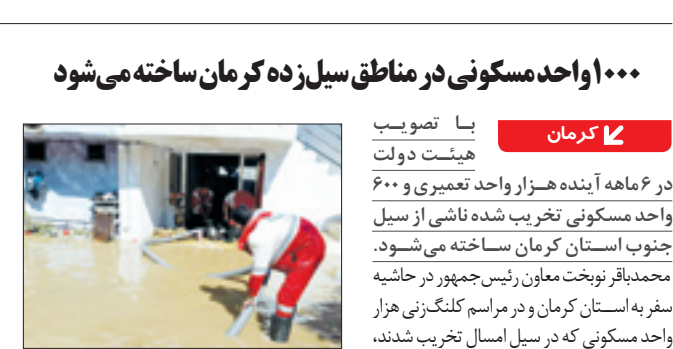 ۱۰۰۰ واحد مسکونی در مناطق سیل‌زده کرمان ساخته می‌شود
کرمان
با تصویب
هیئت دولت
در ۶ ماهه آینده هزار واحد تعمیری و ۶۰۰
واحد مسکونی تخریب شده ناشی از سیل
جنوب استان کرمان ساخته می‌شود.
محمدباقر نوبخت معاون رئیس‌جمهور در حاشیه
سفر به استان کرمان و در مراسم کلنگ‌زنی هزار
واحد مسکونی که در سیل امسال تخریب شدند،